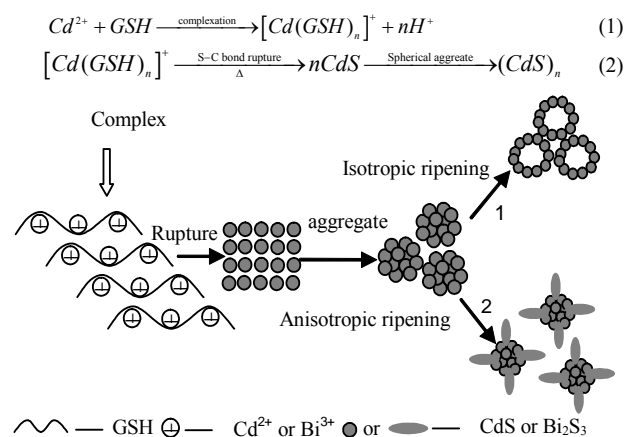 Cd²⁺ + GSH —complexation→ [Cd(GSH)ₙ]⁺ + nH⁺ (1)
[Cd(GSH)ₙ]⁺ —S–C bond rupture / Δ→ nCdS —Spherical aggreate→ (CdS)ₙ (2)
Complex
Isotropic ripening
1
Rupture
aggregate
Anisotropic ripening
2
GSH
Cd²⁺ or Bi³⁺
or
CdS or Bi₂S₃